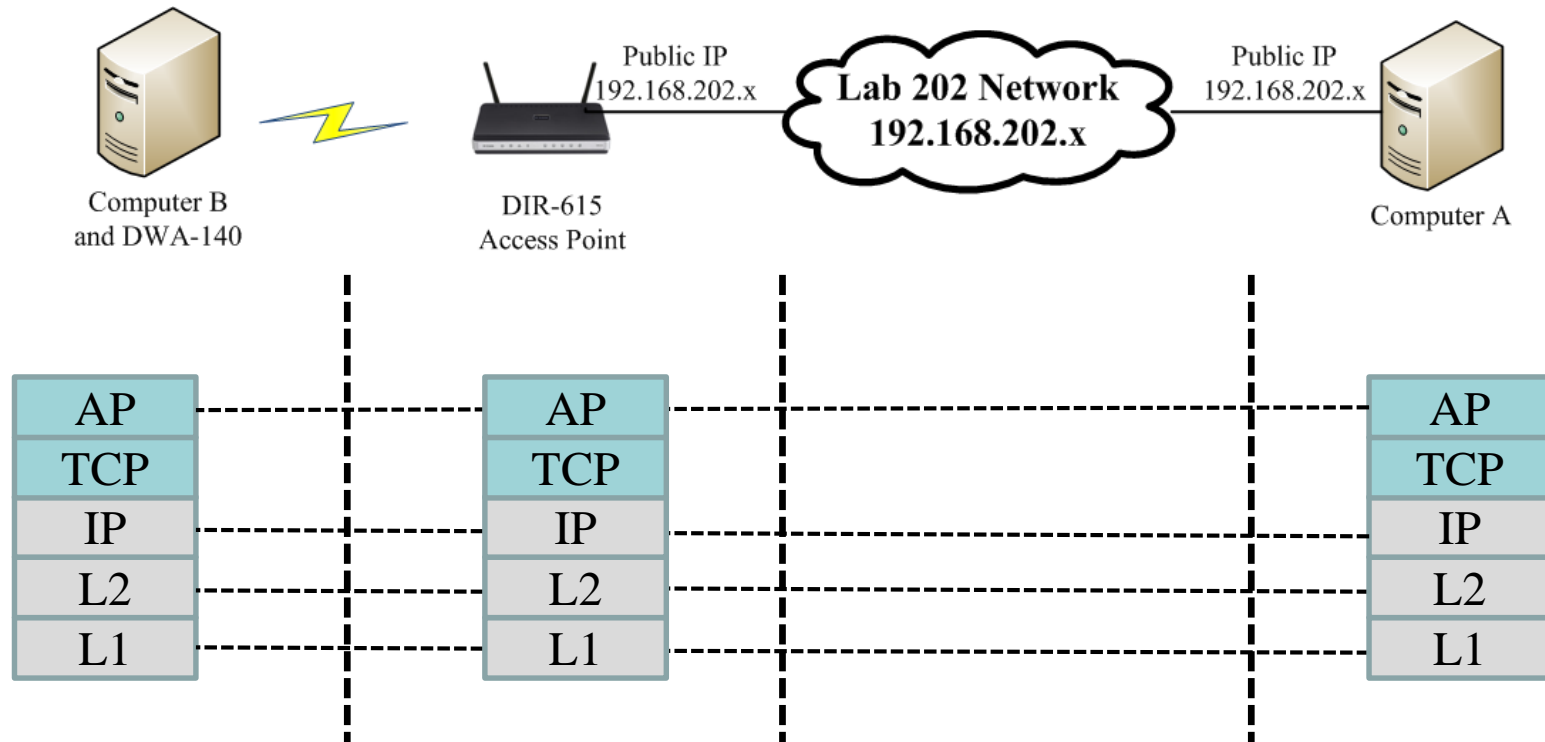 Public IP
192.168.202.x
Lab 202 Network
192.168.202.x
Public IP
192.168.202.x
Computer B
and DWA-140
DIR-615
Access Point
Computer A
AP
TCP
IP
L2
L1
AP
TCP
IP
L2
L1
AP
TCP
IP
L2
L1